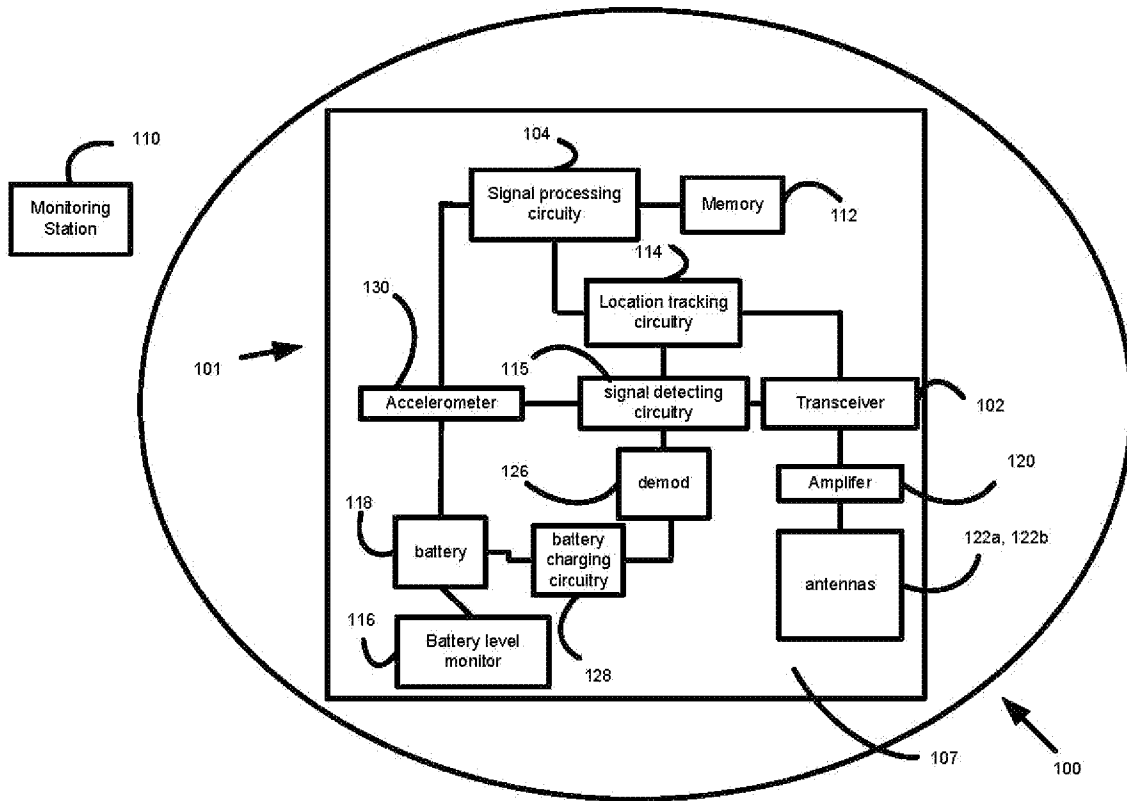 110
Monitoring
Station
104
Signal processing
circuity
Memory
112
114
Location tracking
circuitry
130
101
115
Accelerometer
signal detecting
circuitry
Transceiver
102
126
demod
Amplifer
120
118
battery
battery
charging
circuitry
122a, 122b
antennas
116
Battery level
monitor
128
107
100